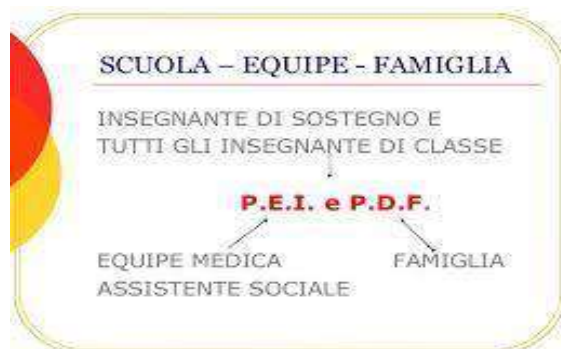 SCUOLA – EQUIPE - FAMIGLIA
INSEGNANTE DI SOSTEGNO E
TUTTI GLI INSEGNANTE DI CLASSE
P.E.I. e P.D.F.
EQUIPE MEDICA
FAMIGLIA
ASSISTENTE SOCIALE